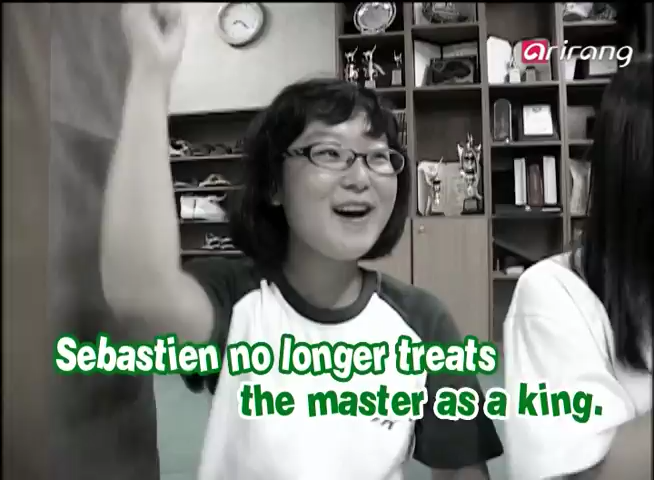 arirang
Sebastien no longer treats
the master as a king.